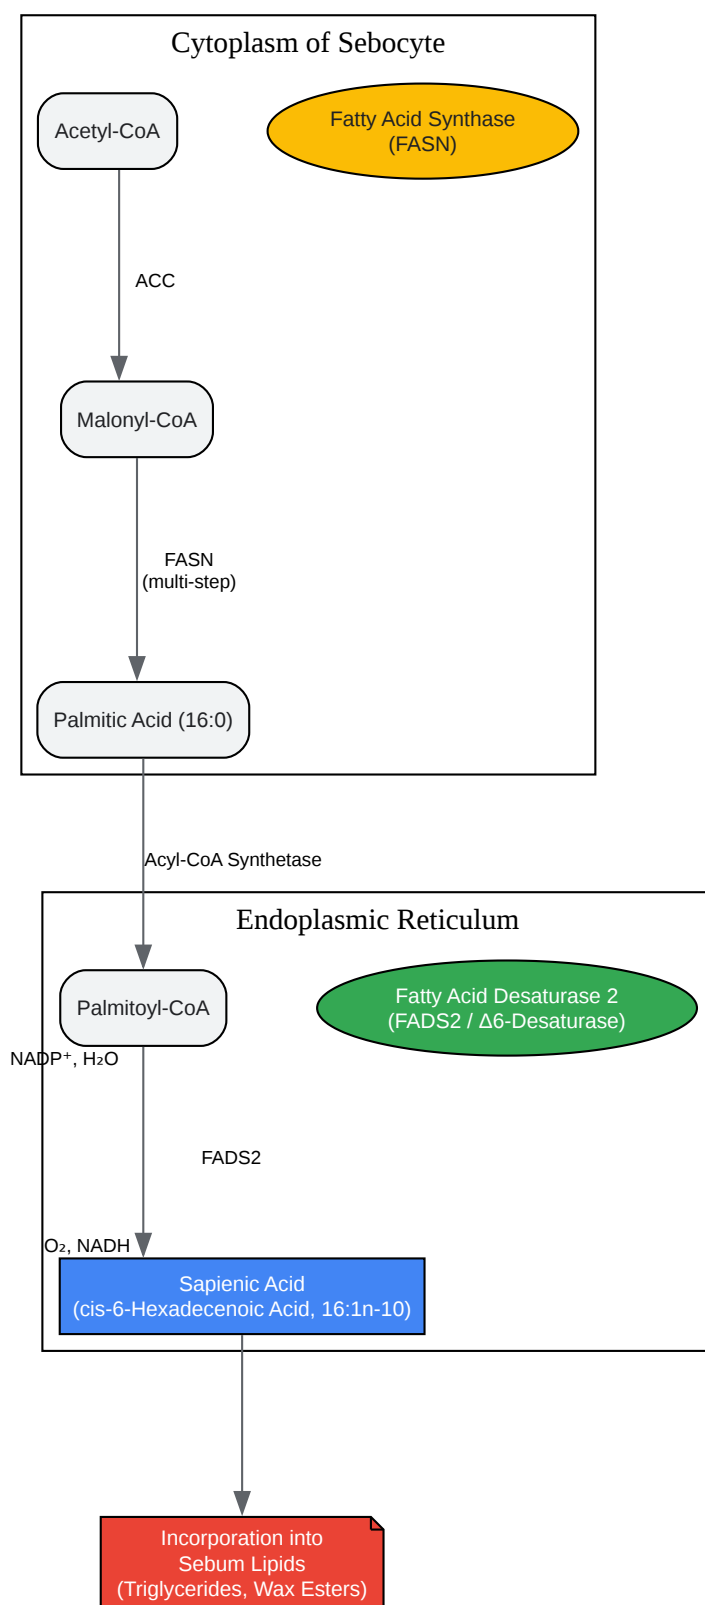 Cytoplasm of Sebocyte
Acetyl-CoA
Fatty Acid Synthase
(FASN)
ACC
Malonyl-CoA
FASN
(multi-step)
Palmitic Acid (16:0)
Acyl-CoA Synthetase
Endoplasmic Reticulum
Palmitoyl-CoA
Fatty Acid Desaturase 2
(FADS2 / Δ6-Desaturase)
NADP⁺, H₂O
FADS2
O₂, NADH
Sapienic Acid
(cis-6-Hexadecenoic Acid, 16:1n-10)
Incorporation into
Sebum Lipids
(Triglycerides, Wax Esters)